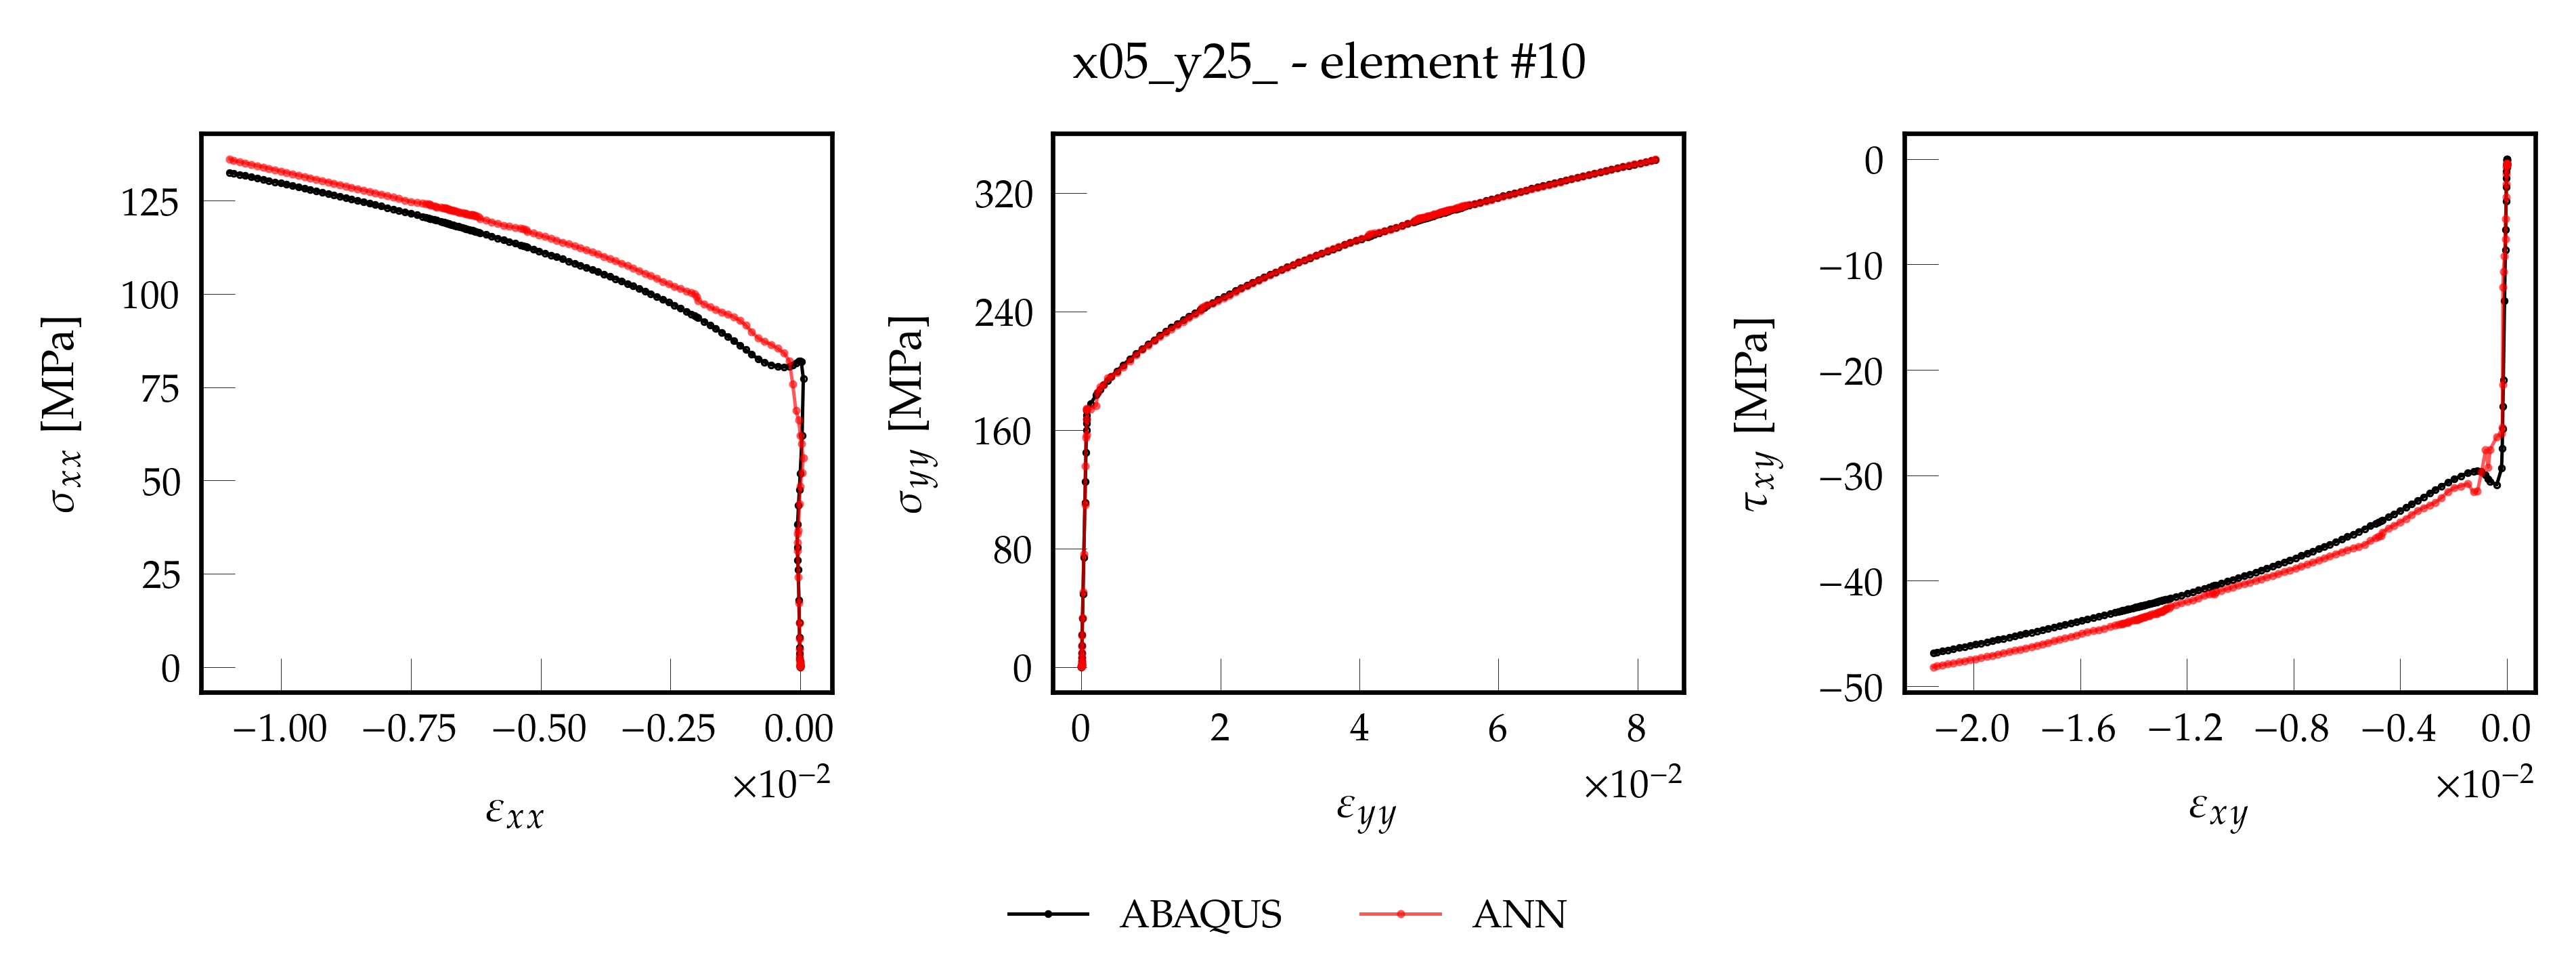 x05_y25_ - element #10
σxx [MPa]
125
100
75
50
25
0
−1.00 −0.75 −0.50 −0.25 0.00
×10−2
εxx
σyy [MPa]
320
240
160
80
0
0 2 4 6 8
×10−2
εyy
τxy [MPa]
0
−10
−20
−30
−40
−50
−2.0 −1.6 −1.2 −0.8 −0.4 0.0
×10−2
εxy
ABAQUS ANN